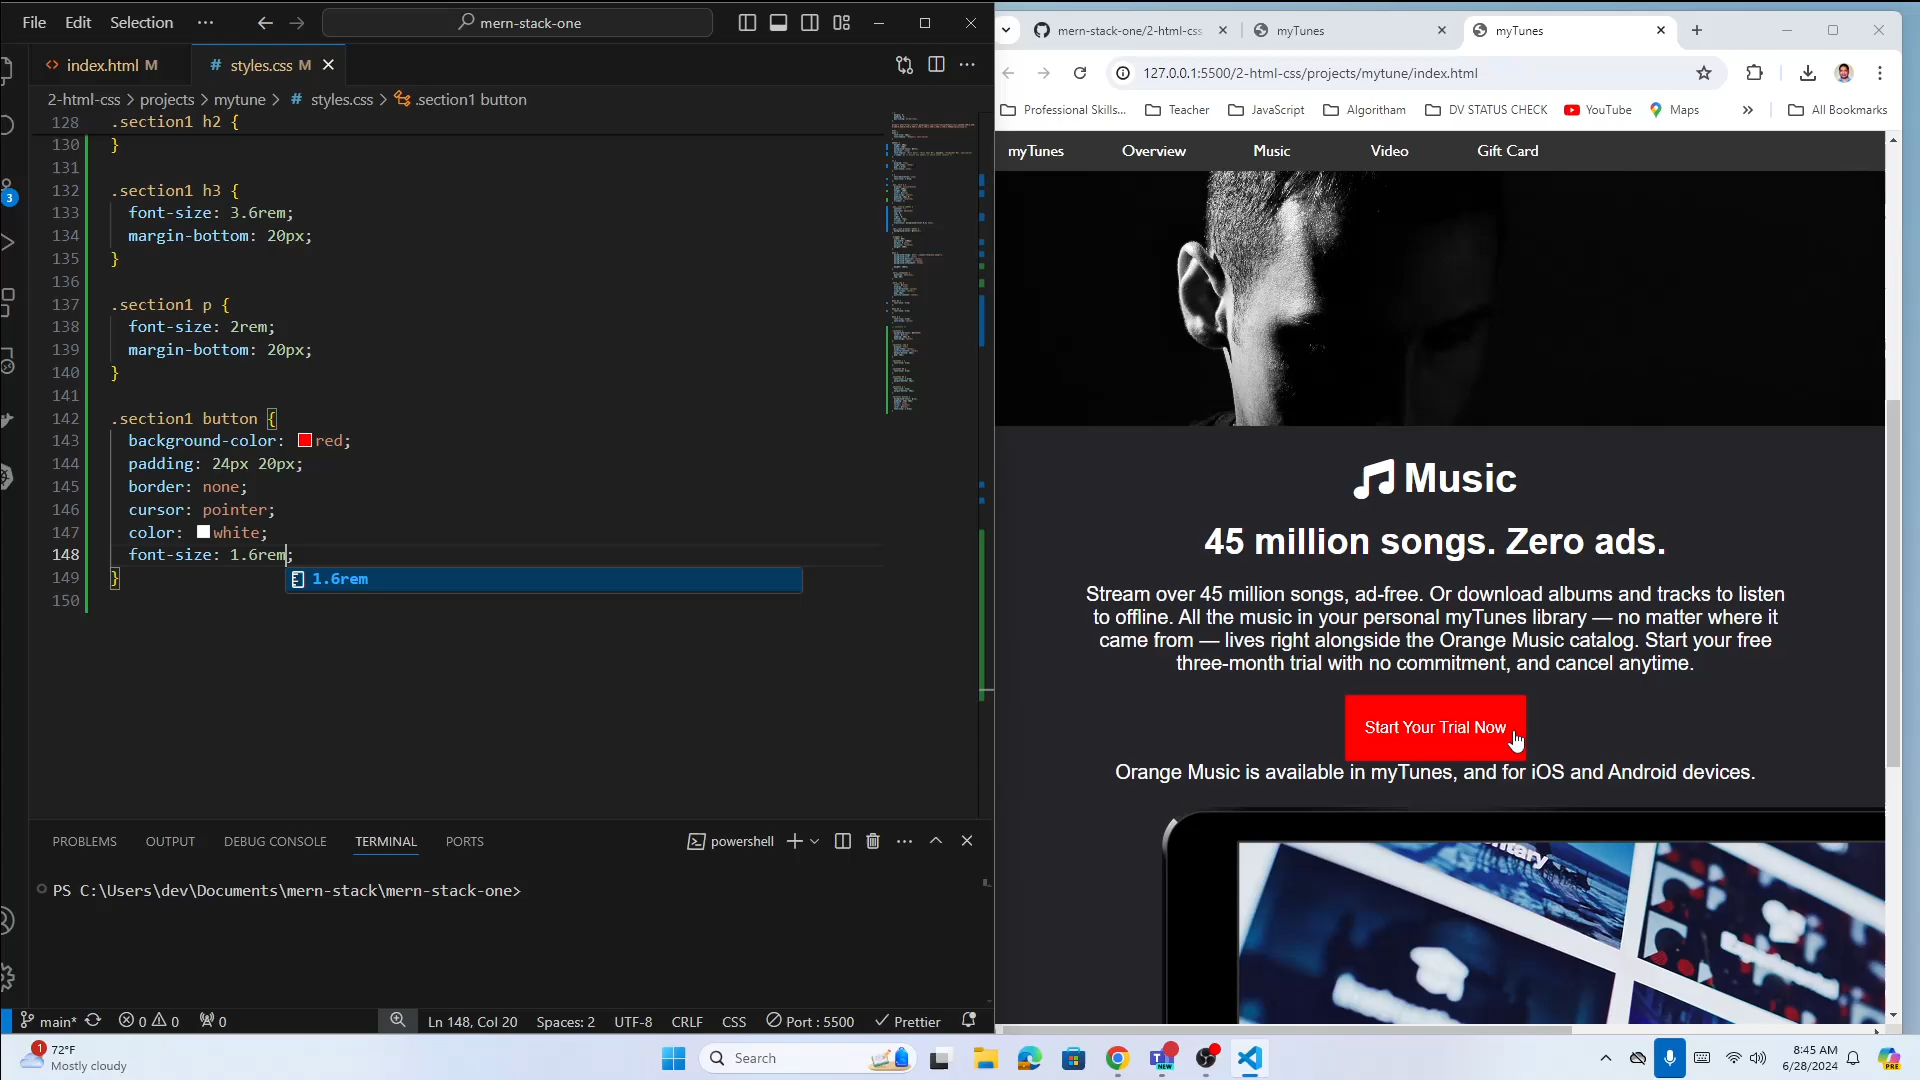 File Edit Selection ··· mern-stack-one
index.html M # styles.css M
2-html-css > projects > mytune > # styles.css > .section1 button
128 .section1 h2 {
130 }
131
132 .section1 h3 {
133 font-size: 3.6rem;
134 margin-bottom: 20px;
135 }
136
137 .section1 p {
138 font-size: 2rem;
139 margin-bottom: 20px;
140 }
141
142 .section1 button {
143 background-color: red;
144 padding: 24px 20px;
145 border: none;
146 cursor: pointer;
147 color: white;
148 font-size: 1.6rem;
1.6rem
149 }
150
3
PROBLEMS OUTPUT DEBUG CONSOLE TERMINAL PORTS powershell
PS C:\Users\dev\Documents\mern-stack\mern-stack-one>
main* 0 0 0 Ln 148, Col 20 Spaces: 2 UTF-8 CRLF CSS Port : 5500 Prettier
mern-stack-one/2-html-css myTunes myTunes
127.0.0.1:5500/2-html-css/projects/mytune/index.html
Professional Skills... Teacher JavaScript Algoritham DV STATUS CHECK YouTube Maps » All Bookmarks
myTunes Overview Music Video Gift Card
Music
45 million songs. Zero ads.
Stream over 45 million songs, ad-free. Or download albums and tracks to listen
to offline. All the music in your personal myTunes library — no matter where it
came from — lives right alongside the Orange Music catalog. Start your free
three-month trial with no commitment, and cancel anytime.
Start Your Trial Now
Orange Music is available in myTunes, and for iOS and Android devices.
1 72°F
Mostly cloudy
Search
NEW
8:45 AM
6/28/2024
PRE